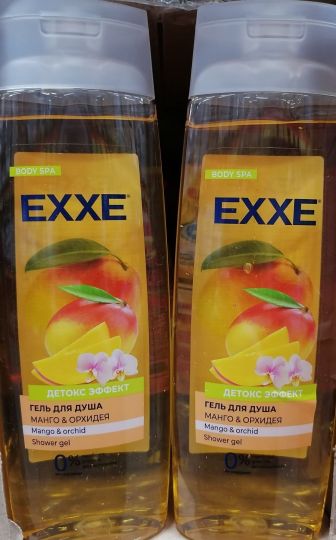 BODY SPA
EXXE
ДЕТОКС ЭФФЕКТ
ГЕЛЬ ДЛЯ ДУША
МАНГО & ОРХИДЕЯ
Mango & orchid
Shower gel
0%
BODY SPA
EXXE
ДЕТОКС ЭФФЕКТ
ГЕЛЬ ДЛЯ ДУША
МАНГО & ОРХИДЕЯ
Mango & orchid
Shower gel
0%